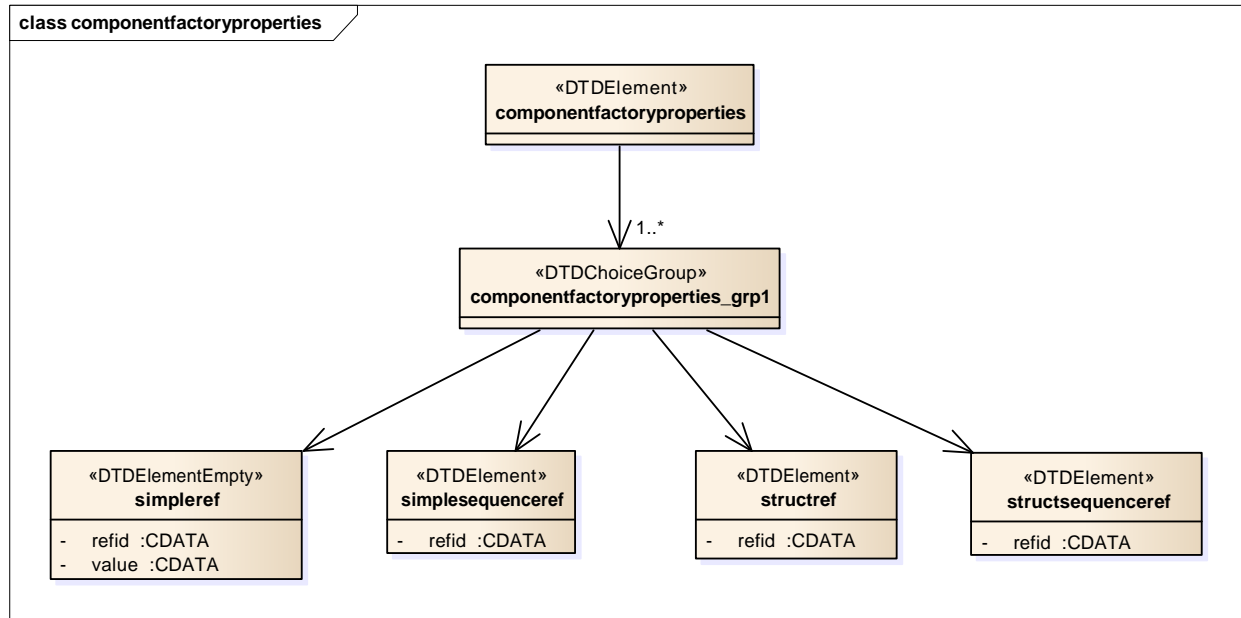 class componentfactoryproperties
«DTDElement»
componentfactoryproperties
1..*
«DTDChoiceGroup»
componentfactoryproperties_grp1
«DTDElementEmpty»
simpleref
- refid :CDATA
- value :CDATA
«DTDElement»
simplesequenceref
- refid :CDATA
«DTDElement»
structref
- refid :CDATA
«DTDElement»
structsequenceref
- refid :CDATA